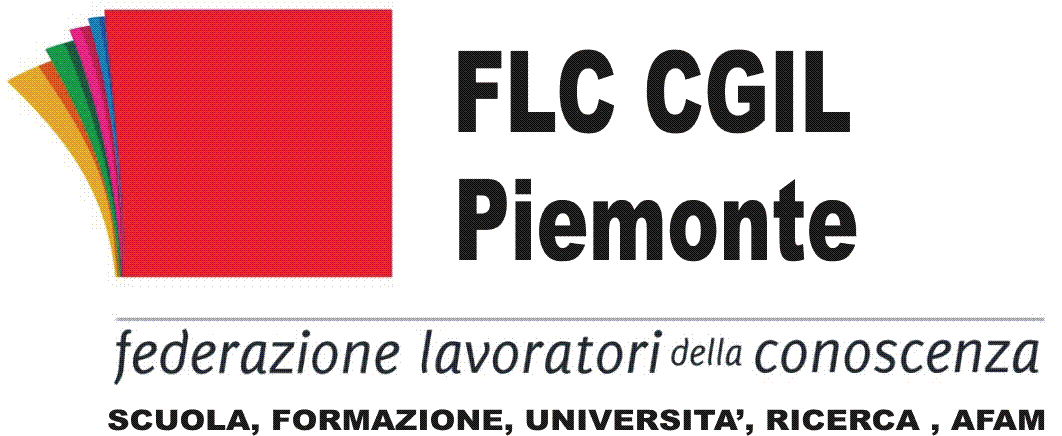 FLC CGIL
Piemonte
federazione lavoratori della conoscenza
SCUOLA, FORMAZIONE, UNIVERSITA’, RICERCA , AFAM